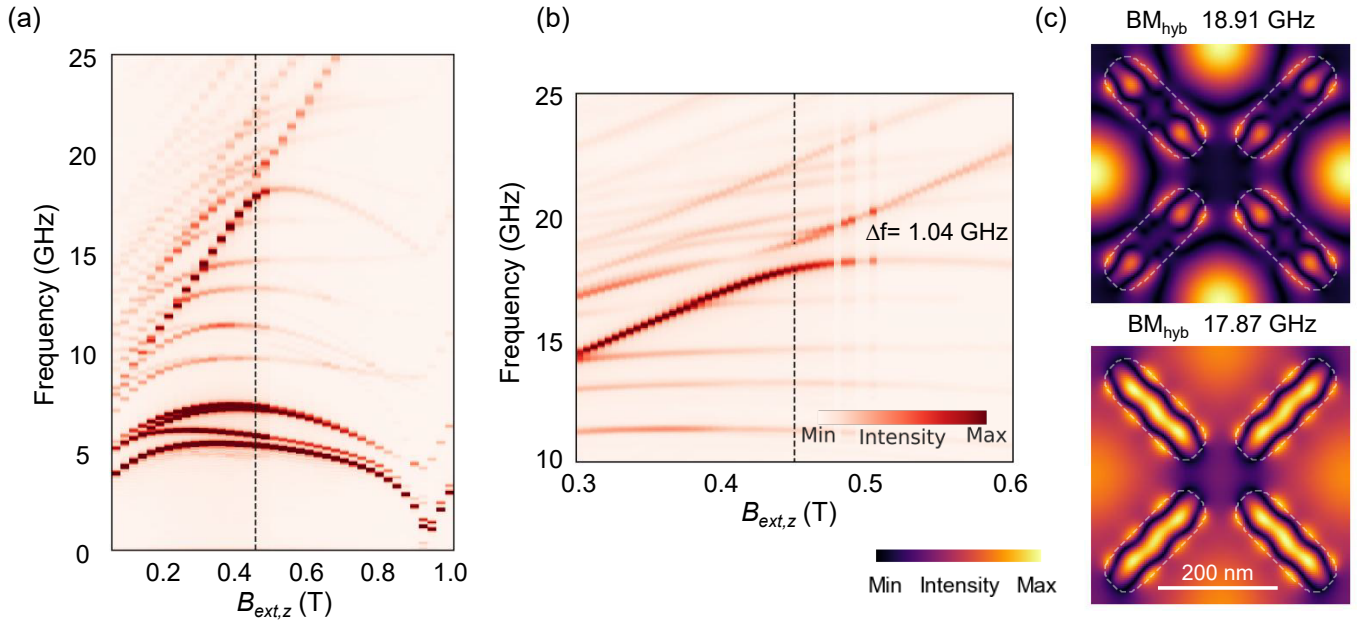 (a)
25
20
15
10
5
0
Frequency (GHz)
0.2 0.4 0.6 0.8 1.0
B_ext,z (T)
(b)
25
20
15
10
Frequency (GHz)
Δf= 1.04 GHz
Min Intensity Max
0.3 0.4 0.5 0.6
B_ext,z (T)
Min Intensity Max
(c)
BM_hyb 18.91 GHz
BM_hyb 17.87 GHz
200 nm